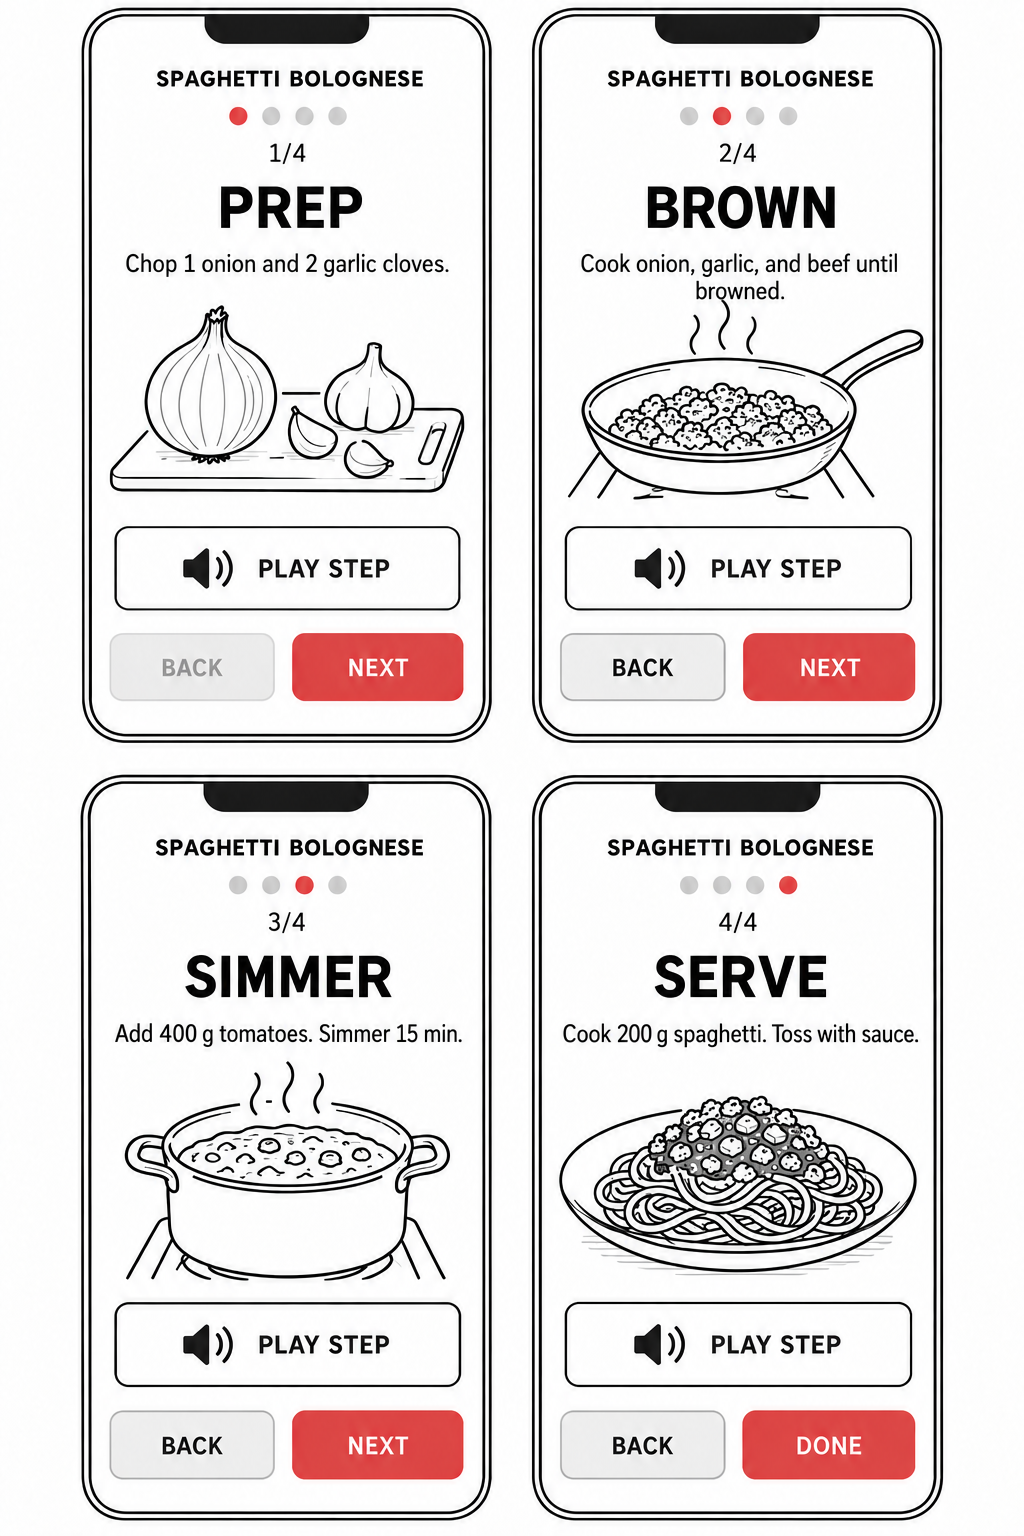 SPAGHETTI BOLOGNESE
1/4
PREP
Chop 1 onion and 2 garlic cloves.
PLAY STEP
BACK
NEXT
SPAGHETTI BOLOGNESE
2/4
BROWN
Cook onion, garlic, and beef until
browned.
PLAY STEP
BACK
NEXT
SPAGHETTI BOLOGNESE
3/4
SIMMER
Add 400 g tomatoes. Simmer 15 min.
PLAY STEP
BACK
NEXT
SPAGHETTI BOLOGNESE
4/4
SERVE
Cook 200 g spaghetti. Toss with sauce.
PLAY STEP
BACK
DONE